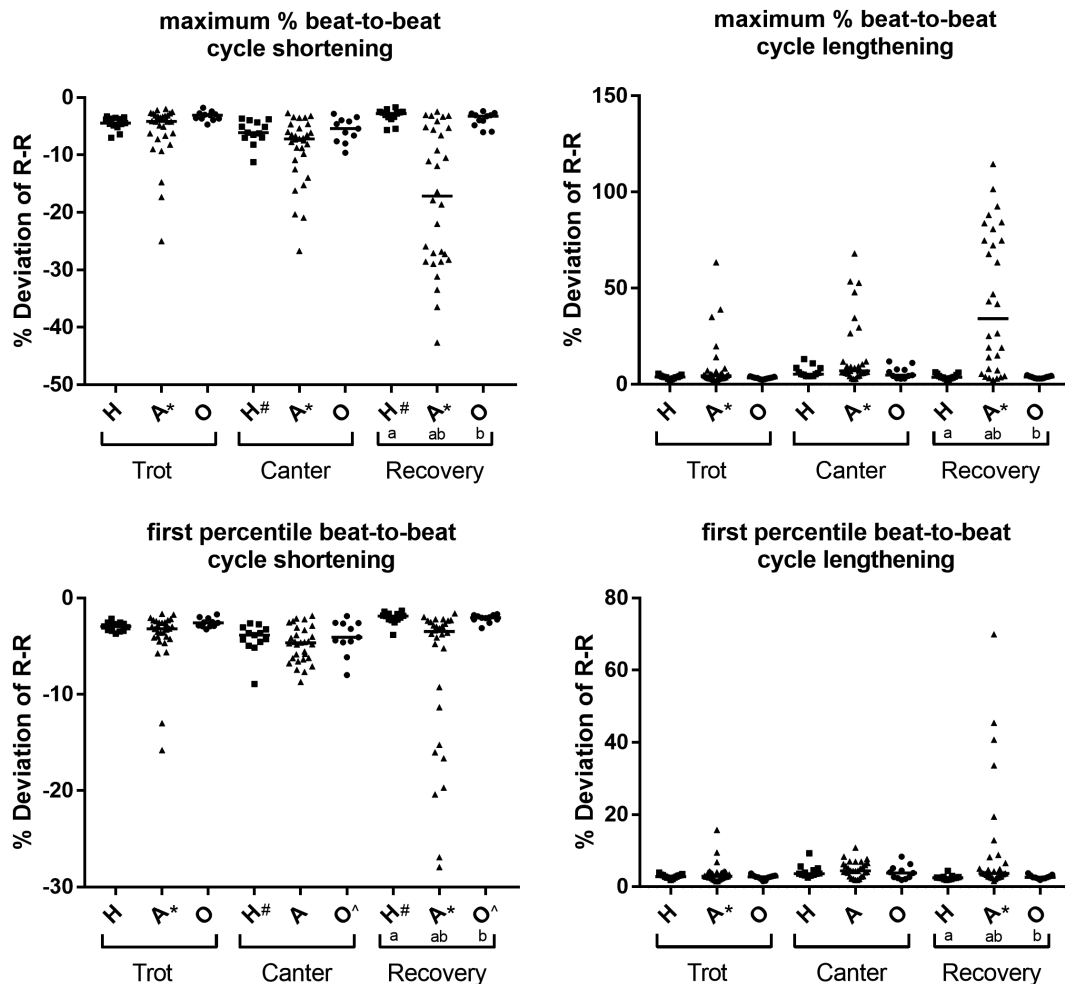 maximum % beat-to-beat
cycle shortening
% Deviation of R-R
0
-10
-20
-30
-40
-50
H A* O H# A* O H# A* O
a ab b
Trot Canter Recovery
maximum % beat-to-beat
cycle lengthening
% Deviation of R-R
150
100
50
0
H A* O H A* O H A* O
a ab b
Trot Canter Recovery
first percentile beat-to-beat
cycle shortening
% Deviation of R-R
0
-10
-20
-30
H A* O H# A O^ H# A* O^
a ab b
Trot Canter Recovery
first percentile beat-to-beat
cycle lengthening
% Deviation of R-R
80
60
40
20
0
H A* O H A O H A* O
a ab b
Trot Canter Recovery